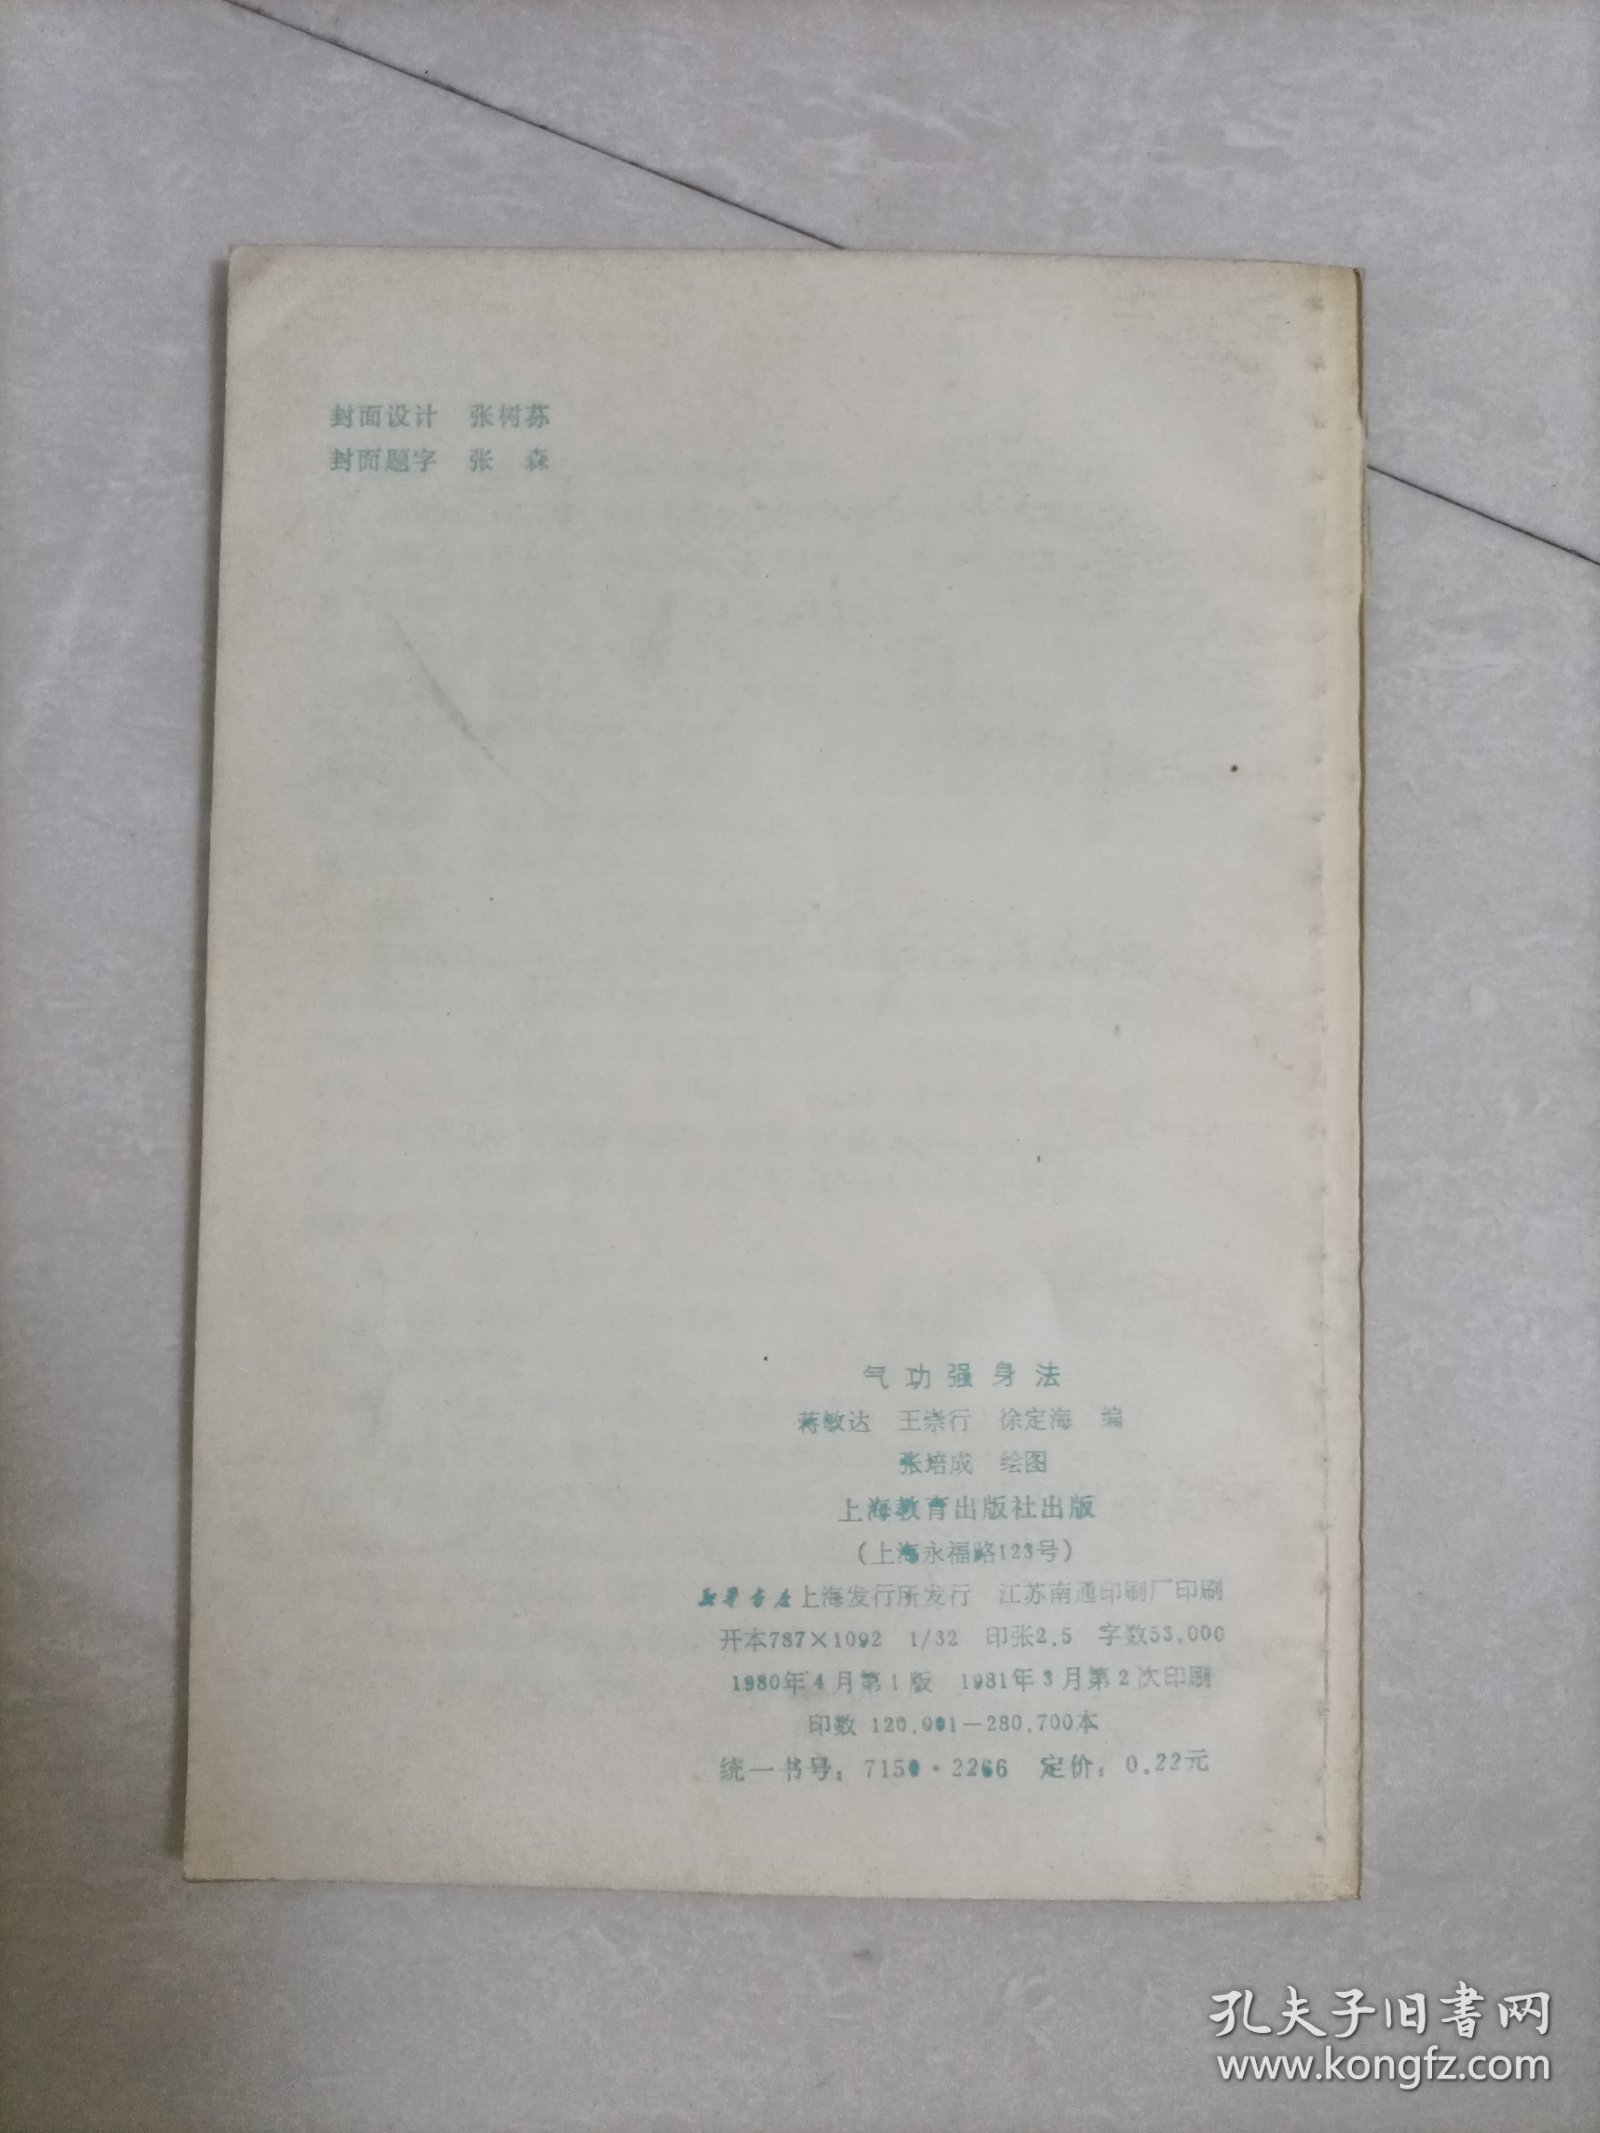 封面设计　张树荪
封面题字　张　森
气功强身法
蒋敏达　王崇行　徐定海　编
张培成　绘图
上海教育出版社出版
(上海永福路123号)
新华书店上海发行所发行　江苏南通印刷厂印刷
开本787×1092　1/32　印张2.5　字数53,000
1980年4月第1版　1981年3月第2次印刷
印数 120,001—280,700本
统一书号：7150·2266　定价：0.22元
孔夫子旧书网
www.kongfz.com